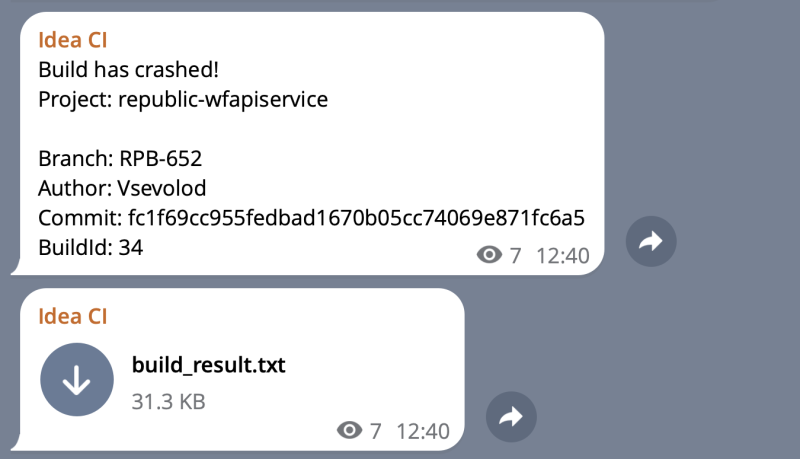 Idea CI
Build has crashed!
Project: republic-wfapiservice
Branch: RPB-652
Author: Vsevolod
Commit: fc1f69cc955fedbad1670b05cc74069e871fc6a5
BuildId: 34
7 12:40
Idea CI
build_result.txt
31.3 KB
7 12:40